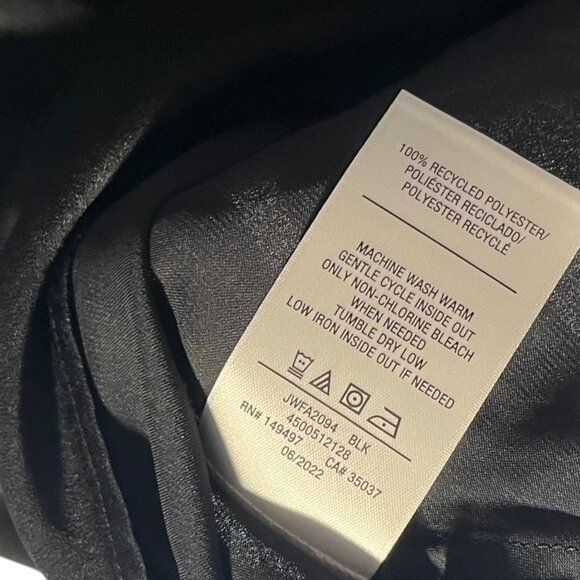 100% RECYCLED POLYESTER/
POLIÉSTER RECICLADO/
POLYESTER RECYCLÉ
MACHINE WASH WARM
GENTLE CYCLE INSIDE OUT
ONLY NON-CHLORINE BLEACH
WHEN NEEDED
TUMBLE DRY LOW
LOW IRON INSIDE OUT IF NEEDED
JWFA2094 BLK
4500512128
RN# 149497 CA# 35037
06/2022